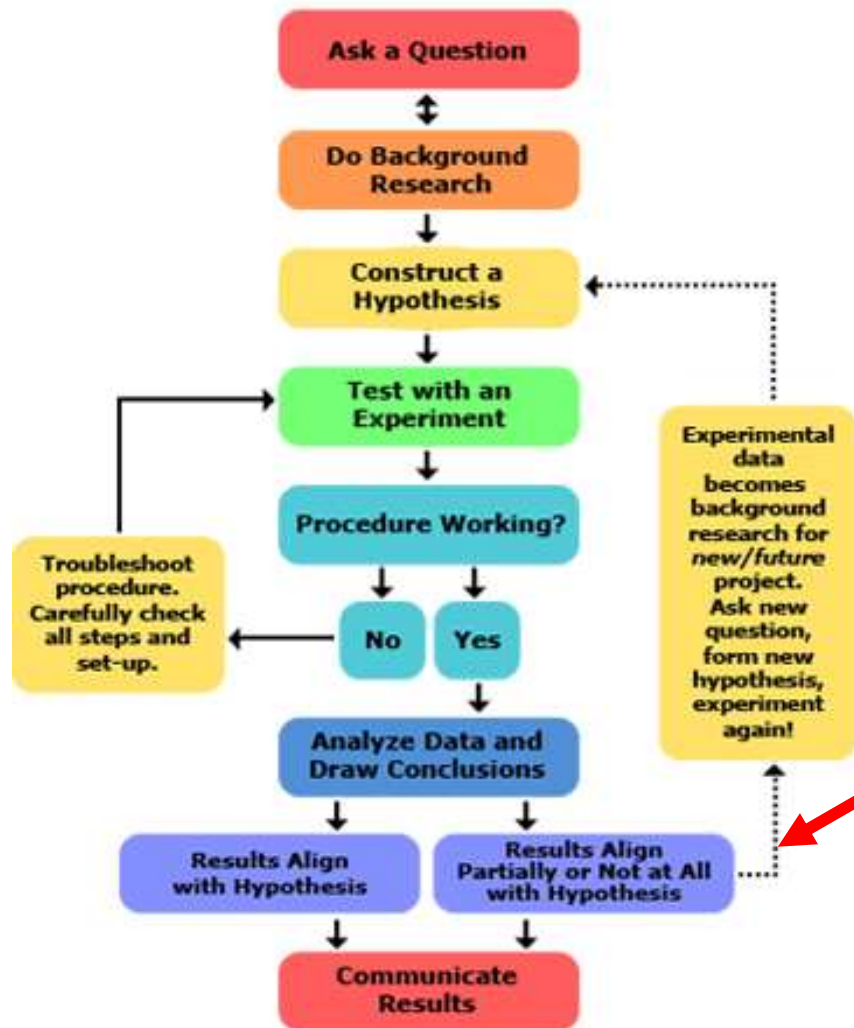 Ask a Question
Do Background
Research
Construct a
Hypothesis
Test with an
Experiment
Procedure Working?
Troubleshoot
procedure.
Carefully check
all steps and
set-up.
No
Yes
Experimental
data
becomes
background
research for
new/future
project.
Ask new
question,
form new
hypothesis,
experiment
again!
Analyze Data and
Draw Conclusions
Results Align
with Hypothesis
Results Align
Partially or Not at All
with Hypothesis
Communicate
Results